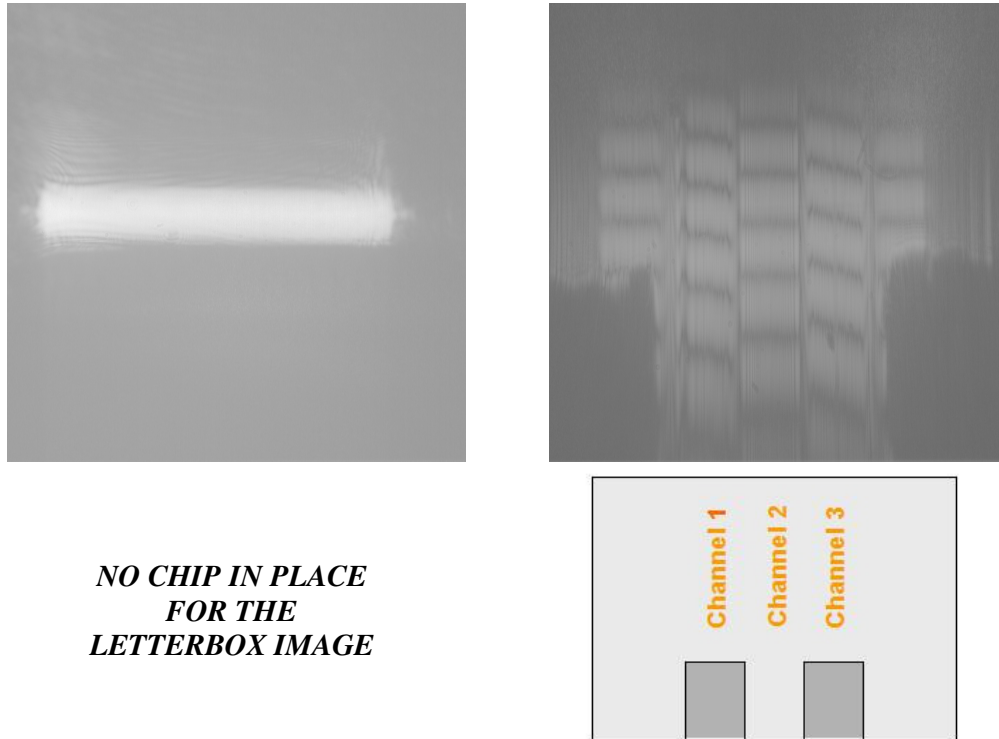 NO CHIP IN PLACE
FOR THE
LETTERBOX IMAGE
Channel 1
Channel 2
Channel 3